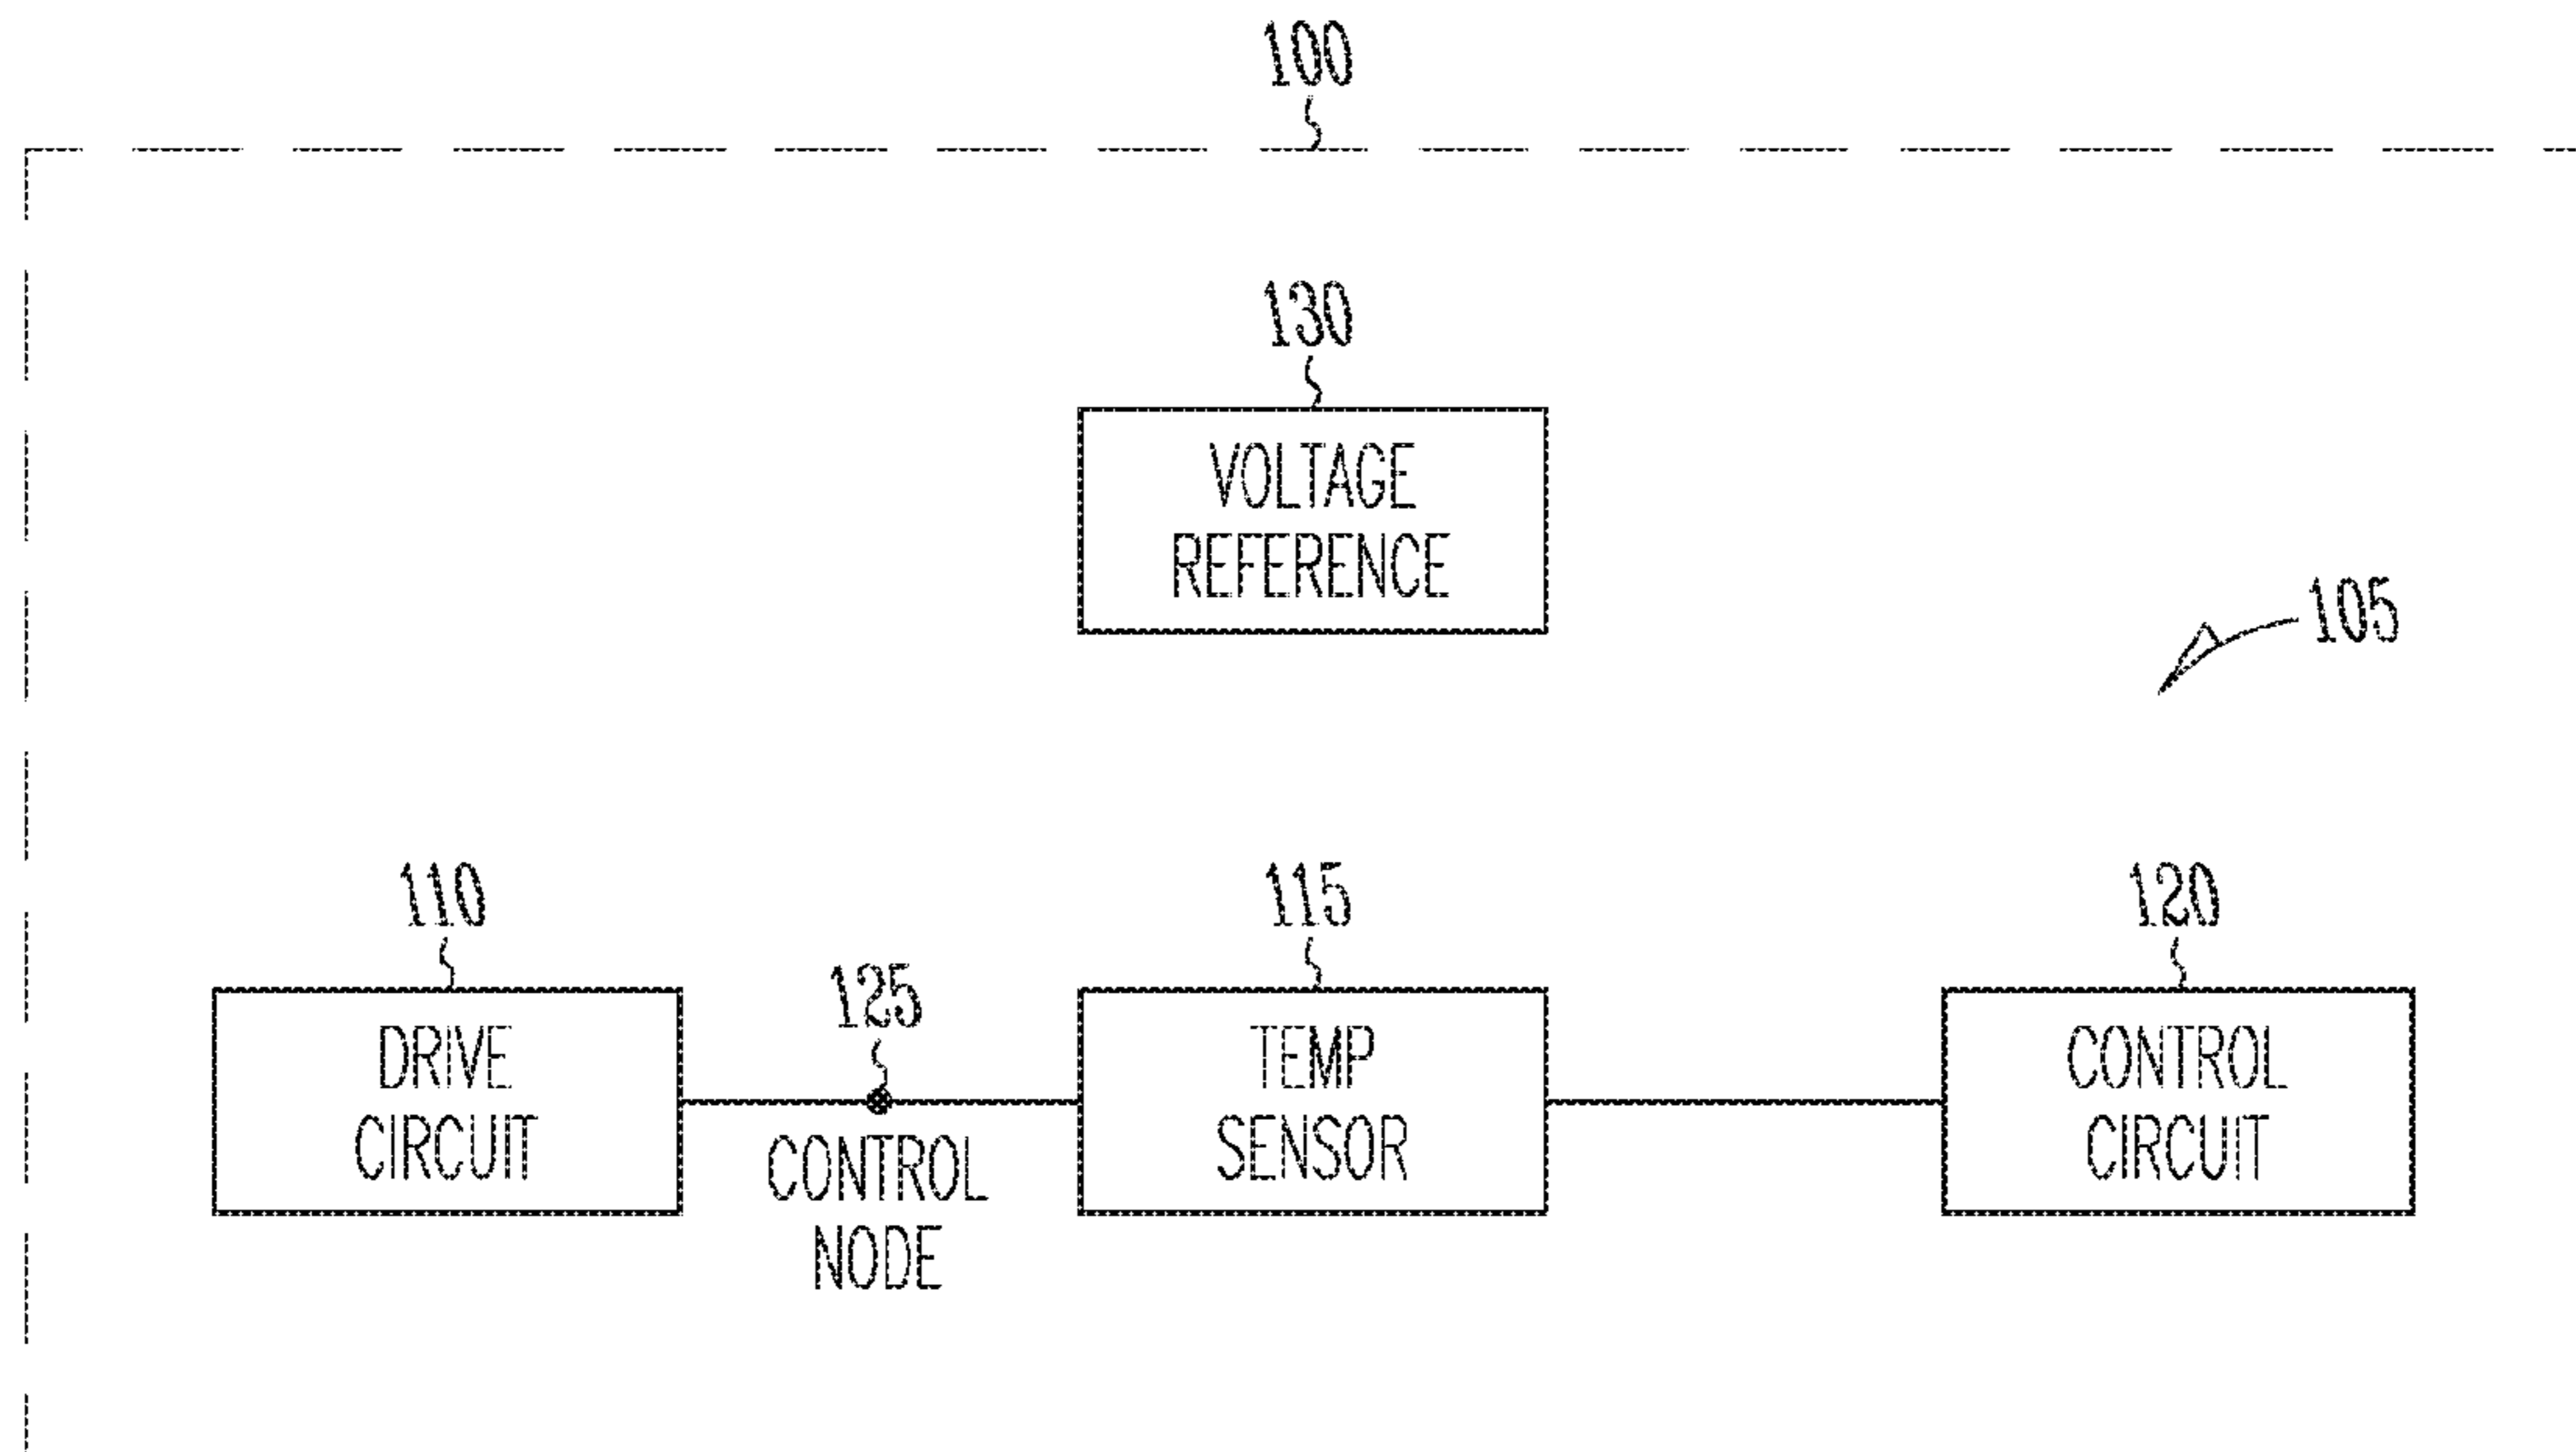 100
130
VOLTAGE
REFERENCE
105
110
DRIVE
CIRCUIT
125
CONTROL
NODE
115
TEMP
SENSOR
120
CONTROL
CIRCUIT